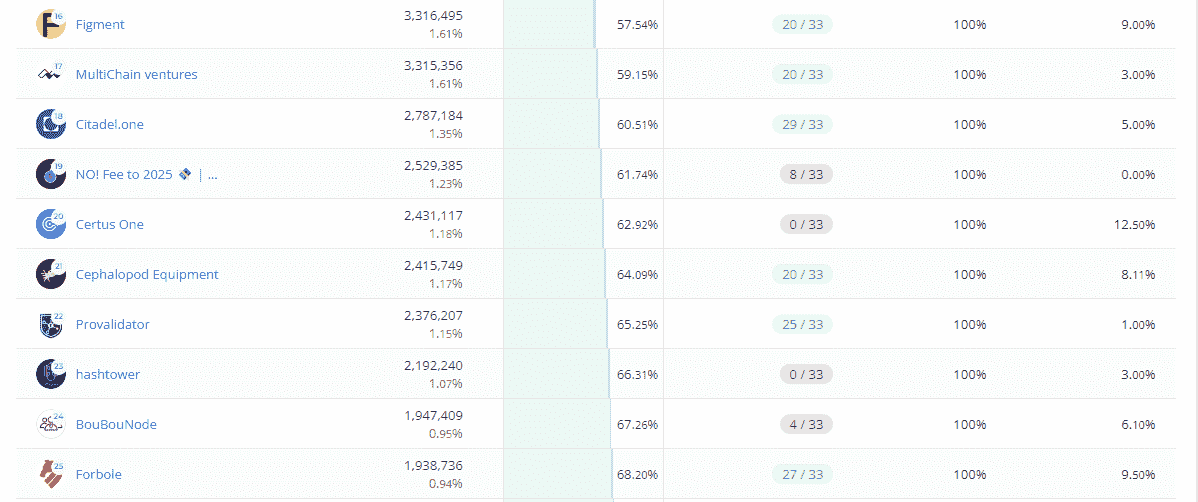 16 Figment 3,316,495 57.54% 20 / 33 100% 9.00%
1.61%
17 MultiChain ventures 3,315,356 59.15% 20 / 33 100% 3.00%
1.61%
18 Citadel.one 2,787,184 60.51% 29 / 33 100% 5.00%
1.35%
19 NO! Fee to 2025 💸 | ... 2,529,385 61.74% 8 / 33 100% 0.00%
1.23%
20 Certus One 2,431,117 62.92% 0 / 33 100% 12.50%
1.18%
21 Cephalopod Equipment 2,415,749 64.09% 20 / 33 100% 8.11%
1.17%
22 Provalidator 2,376,207 65.25% 25 / 33 100% 1.00%
1.15%
23 hashtower 2,192,240 66.31% 0 / 33 100% 3.00%
1.07%
24 BouBouNode 1,947,409 67.26% 4 / 33 100% 6.10%
0.95%
25 Forbole 1,938,736 68.20% 27 / 33 100% 9.50%
0.94%